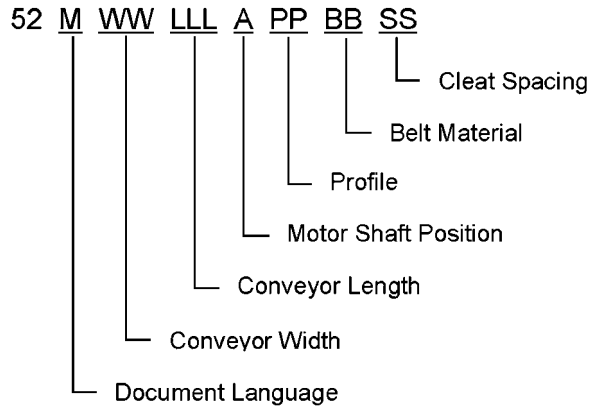 52 M WW LLL A PP BB SS
Cleat Spacing
Belt Material
Profile
Motor Shaft Position
Conveyor Length
Conveyor Width
Document Language